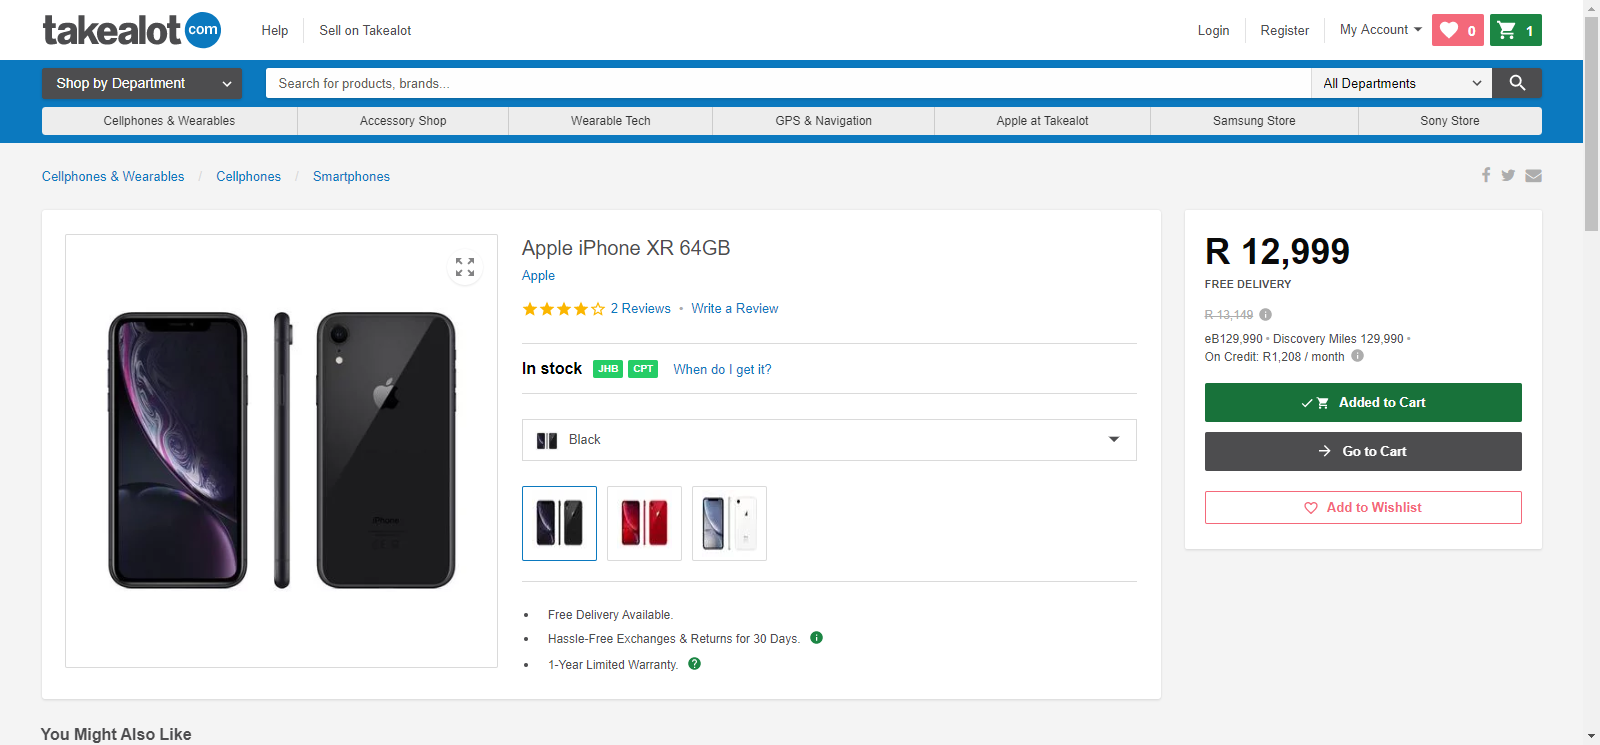 takealot com
Help
Sell on Takealot
Login
Register
My Account
0
1
Shop by Department
Search for products, brands...
All Departments
Cellphones & Wearables
Accessory Shop
Wearable Tech
GPS & Navigation
Apple at Takealot
Samsung Store
Sony Store
Cellphones & Wearables / Cellphones / Smartphones
Apple iPhone XR 64GB
Apple
2 Reviews • Write a Review
In stock JHB CPT When do I get it?
Black
Free Delivery Available.
Hassle-Free Exchanges & Returns for 30 Days.
1-Year Limited Warranty.
iPhone
R 12,999
FREE DELIVERY
R 13,149
eB129,990 • Discovery Miles 129,990 •
On Credit: R1,208 / month
Added to Cart
Go to Cart
Add to Wishlist
You Might Also Like